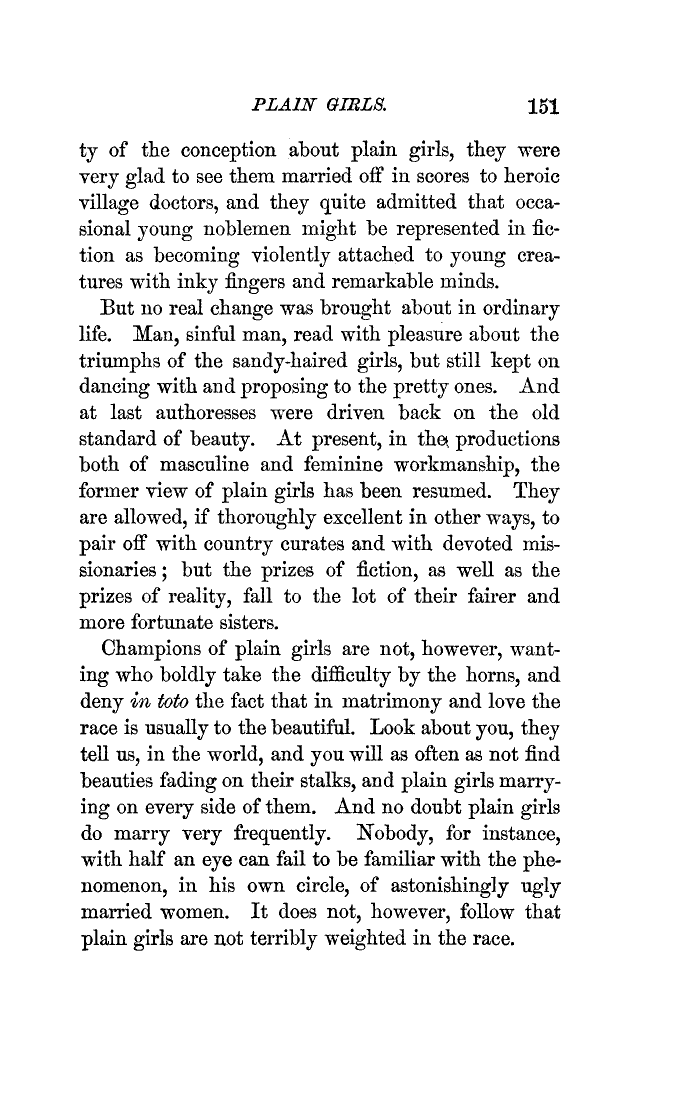 PLAIN GIRLS. 151
ty of the conception about plain girls, they were
very glad to see them married off in scores to heroic
village doctors, and they quite admitted that occa-
sional young noblemen might be represented in fic-
tion as becoming violently attached to young crea-
tures with inky fingers and remarkable minds.
But no real change was brought about in ordinary
life. Man, sinful man, read with pleasure about the
triumphs of the sandy-haired girls, but still kept on
dancing with and proposing to the pretty ones. And
at last authoresses were driven back on the old
standard of beauty. At present, in the productions
both of masculine and feminine workmanship, the
former view of plain girls has been resumed. They
are allowed, if thoroughly excellent in other ways, to
pair off with country curates and with devoted mis-
sionaries; but the prizes of fiction, as well as the
prizes of reality, fall to the lot of their fairer and
more fortunate sisters.
Champions of plain girls are not, however, want-
ing who boldly take the difficulty by the horns, and
deny in toto the fact that in matrimony and love the
race is usually to the beautiful. Look about you, they
tell us, in the world, and you will as often as not find
beauties fading on their stalks, and plain girls marry-
ing on every side of them. And no doubt plain girls
do marry very frequently. Nobody, for instance,
with half an eye can fail to be familiar with the phe-
nomenon, in his own circle, of astonishingly ugly
married women. It does not, however, follow that
plain girls are not terribly weighted in the race.